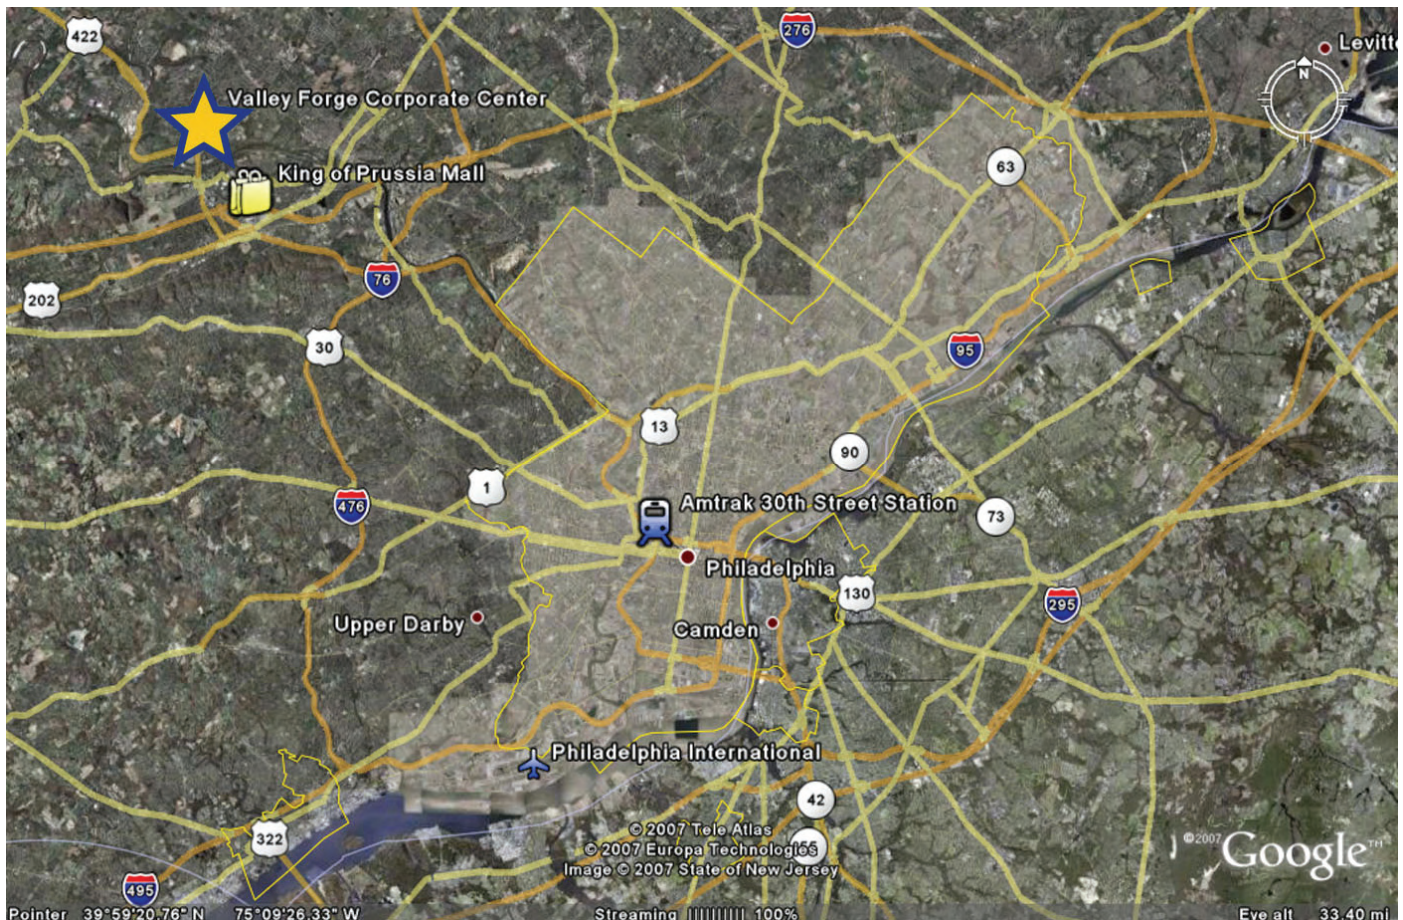 422
276
Levitt
N
Valley Forge Corporate Center
King of Prussia Mall
63
76
202
30
95
13
90
1
476
Amtrak 30th Street Station
73
Philadelphia
130
295
Upper Darby
Camden
Philadelphia International
42
322
© 2007 Tele Atlas
© 2007 Europa Technologies
Image © 2007 State of New Jersey
©2007 Google™
495
Pointer 39°59'20.76" N 75°09'26.33" W
Streaming |||||||||| 100%
Eye alt 33.40 mi